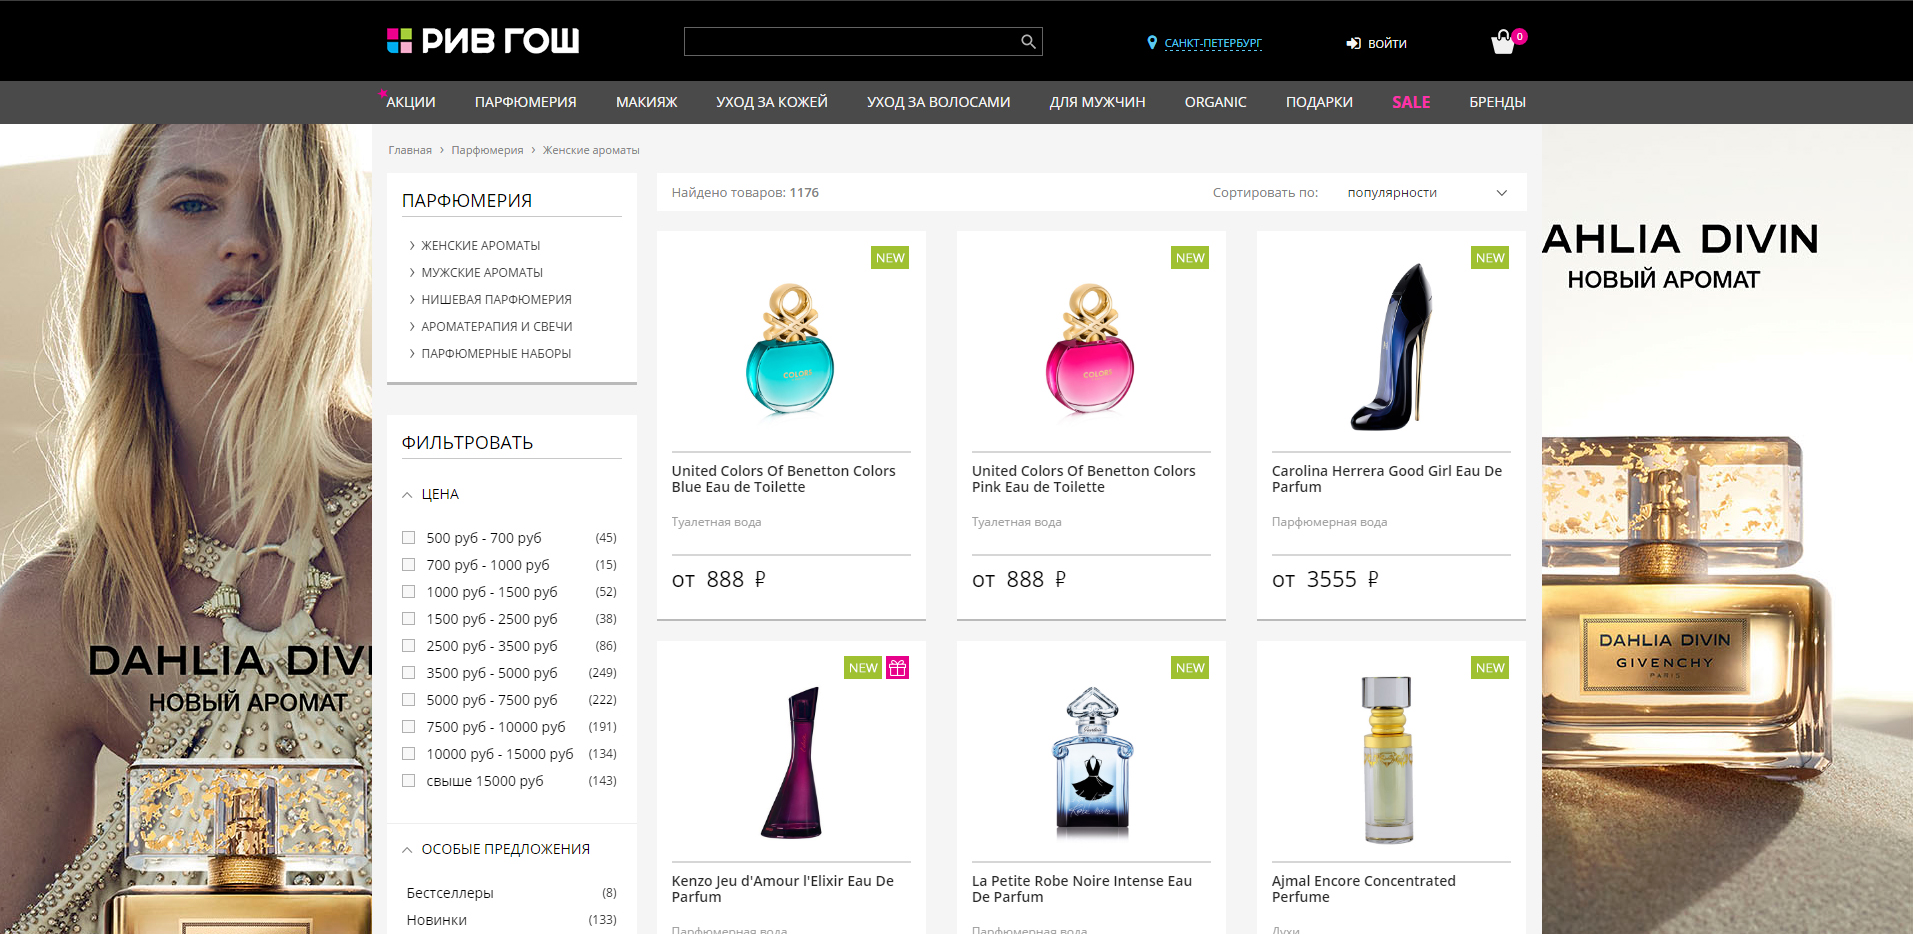 РИВ ГОШ
САНКТ-ПЕТЕРБУРГ
ВОЙТИ
0
АКЦИИ ПАРФЮМЕРИЯ МАКИЯЖ УХОД ЗА КОЖЕЙ УХОД ЗА ВОЛОСАМИ ДЛЯ МУЖЧИН ORGANIC ПОДАРКИ SALE БРЕНДЫ
Главная › Парфюмерия › Женские ароматы
ПАРФЮМЕРИЯ
ЖЕНСКИЕ АРОМАТЫ
МУЖСКИЕ АРОМАТЫ
НИШЕВАЯ ПАРФЮМЕРИЯ
АРОМАТЕРАПИЯ И СВЕЧИ
ПАРФЮМЕРНЫЕ НАБОРЫ
ФИЛЬТРОВАТЬ
ЦЕНА
500 руб - 700 руб (45)
700 руб - 1000 руб (15)
1000 руб - 1500 руб (52)
1500 руб - 2500 руб (38)
2500 руб - 3500 руб (86)
3500 руб - 5000 руб (249)
5000 руб - 7500 руб (222)
7500 руб - 10000 руб (191)
10000 руб - 15000 руб (134)
свыше 15000 руб (143)
ОСОБЫЕ ПРЕДЛОЖЕНИЯ
Бестселлеры (8)
Новинки (133)
Найдено товаров: 1176
Сортировать по: популярности
NEW
COLORS
United Colors Of Benetton Colors
Blue Eau de Toilette
Туалетная вода
от 888 ₽
NEW
COLORS
United Colors Of Benetton Colors
Pink Eau de Toilette
Туалетная вода
от 888 ₽
NEW
Carolina Herrera Good Girl Eau De
Parfum
Парфюмерная вода
от 3555 ₽
NEW
Kenzo Jeu d'Amour l'Elixir Eau De
Parfum
Парфюмерная вода
NEW
La Petite Robe Noire Intense Eau
De Parfum
Парфюмерная вода
NEW
Ajmal Encore Concentrated
Perfume
Духи
DAHLIA DIVI
НОВЫЙ АРОМАТ
AHLIA DIVIN
НОВЫЙ АРОМАТ
DAHLIA DIVIN
GIVENCHY
PARIS